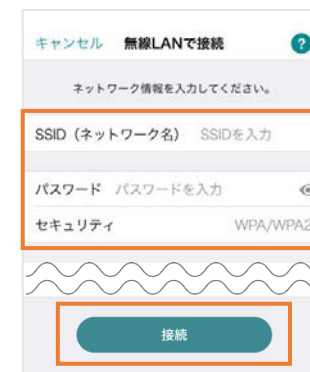 キャンセル 無線LANで接続 ?
ネットワーク情報を入力してください。
SSID（ネットワーク名） SSIDを入力
パスワード パスワードを入力
セキュリティ WPA/WPA2
接続